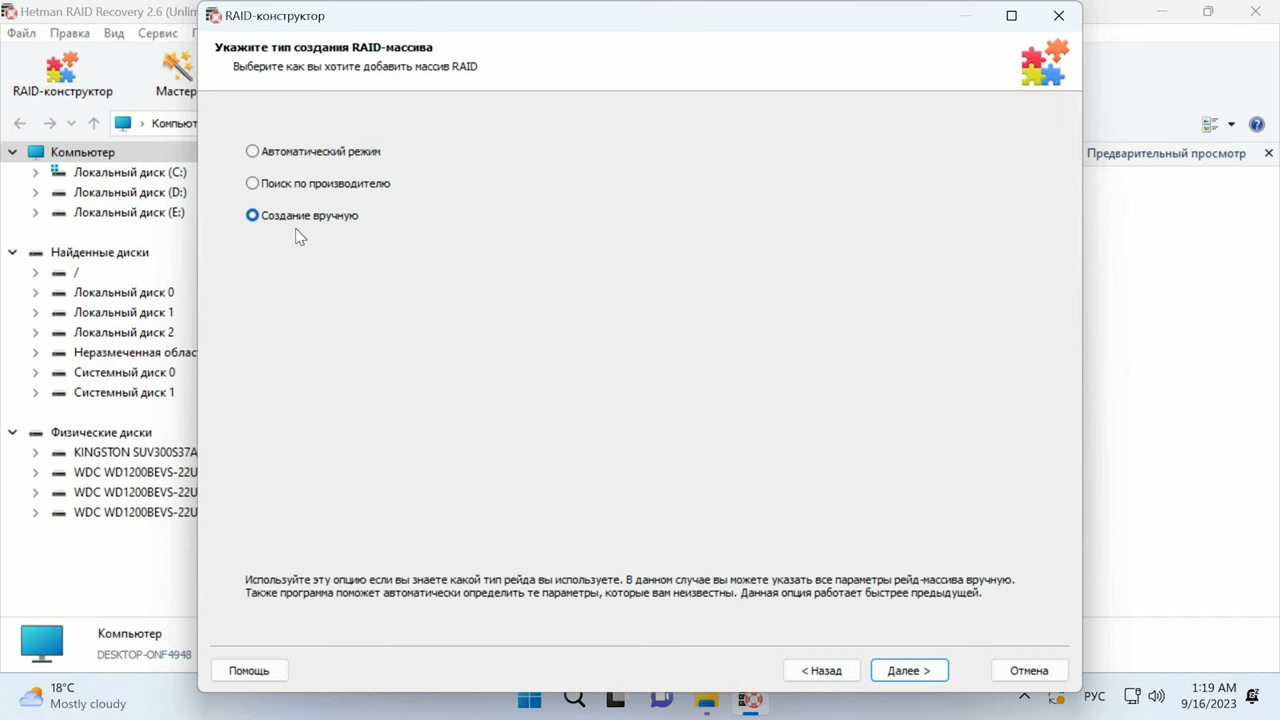 Hetman RAID Recovery 2.6 (Unlim
RAID-конструктор
Файл Правка Вид Сервис
Укажите тип создания RAID-массива
Выберите как вы хотите добавить массив RAID
RAID-конструктор
Мастер
Компьют
Компьютер
Предварительный просмотр
Автоматический режим
Локальный диск (C:)
Поиск по производителю
Локальный диск (D:)
Локальный диск (E:)
Создание вручную
Найденные диски
/
Локальный диск 0
Локальный диск 1
Локальный диск 2
Неразмеченная облас
Системный диск 0
Системный диск 1
Физические диски
KINGSTON SUV300S37A
WDC WD1200BEVS-22U
WDC WD1200BEVS-22U
WDC WD1200BEVS-22U
Используйте эту опцию если вы знаете какой тип рейда вы используете. В данном случае вы можете указать все параметры рейд-массива вручную.
Также программа поможет автоматически определить те параметры, которые вам неизвестны. Данная опция работает быстрее предыдущей.
Компьютер
DESKTOP-ONF4948
Помощь
< Назад
Далее >
Отмена
18°C
Mostly cloudy
РУС
1:19 AM
9/16/2023